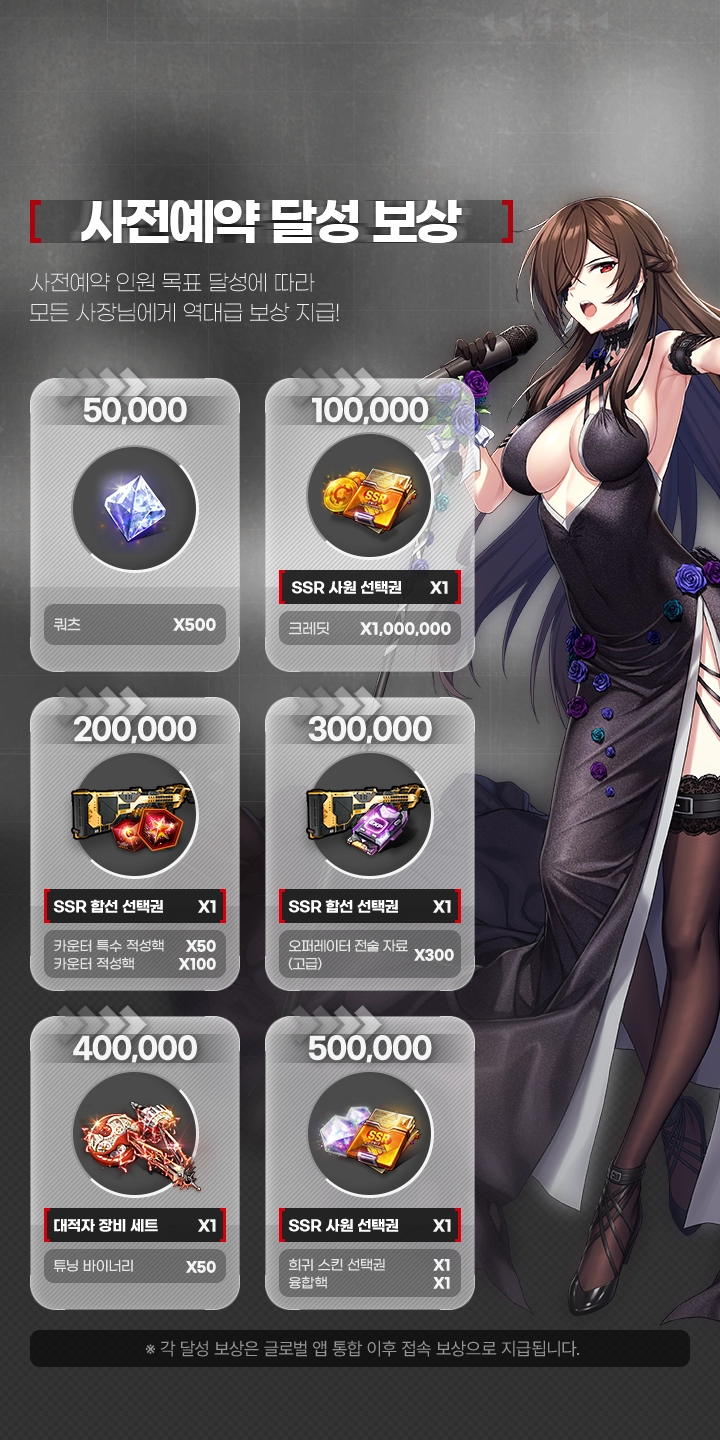 사전예약 달성 보상
사전예약 인원 목표 달성에 따라
모든 사장님에게 역대급 보상 지급!
50,000
쿼츠 X500
100,000
SSR
SSR 사원 선택권 X1
크레딧 X1,000,000
200,000
SSR 함선 선택권 X1
카운터 특수 적성핵 X50
카운터 적성핵 X100
300,000
EXP
SSR 함선 선택권 X1
오퍼레이터 전술 자료 X300
(고급)
400,000
대적자 장비 세트 X1
튜닝 바이너리 X50
500,000
SSR
SSR 사원 선택권 X1
희귀 스킨 선택권 X1
융합핵 X1
※ 각 달성 보상은 글로벌 앱 통합 이후 접속 보상으로 지급됩니다.